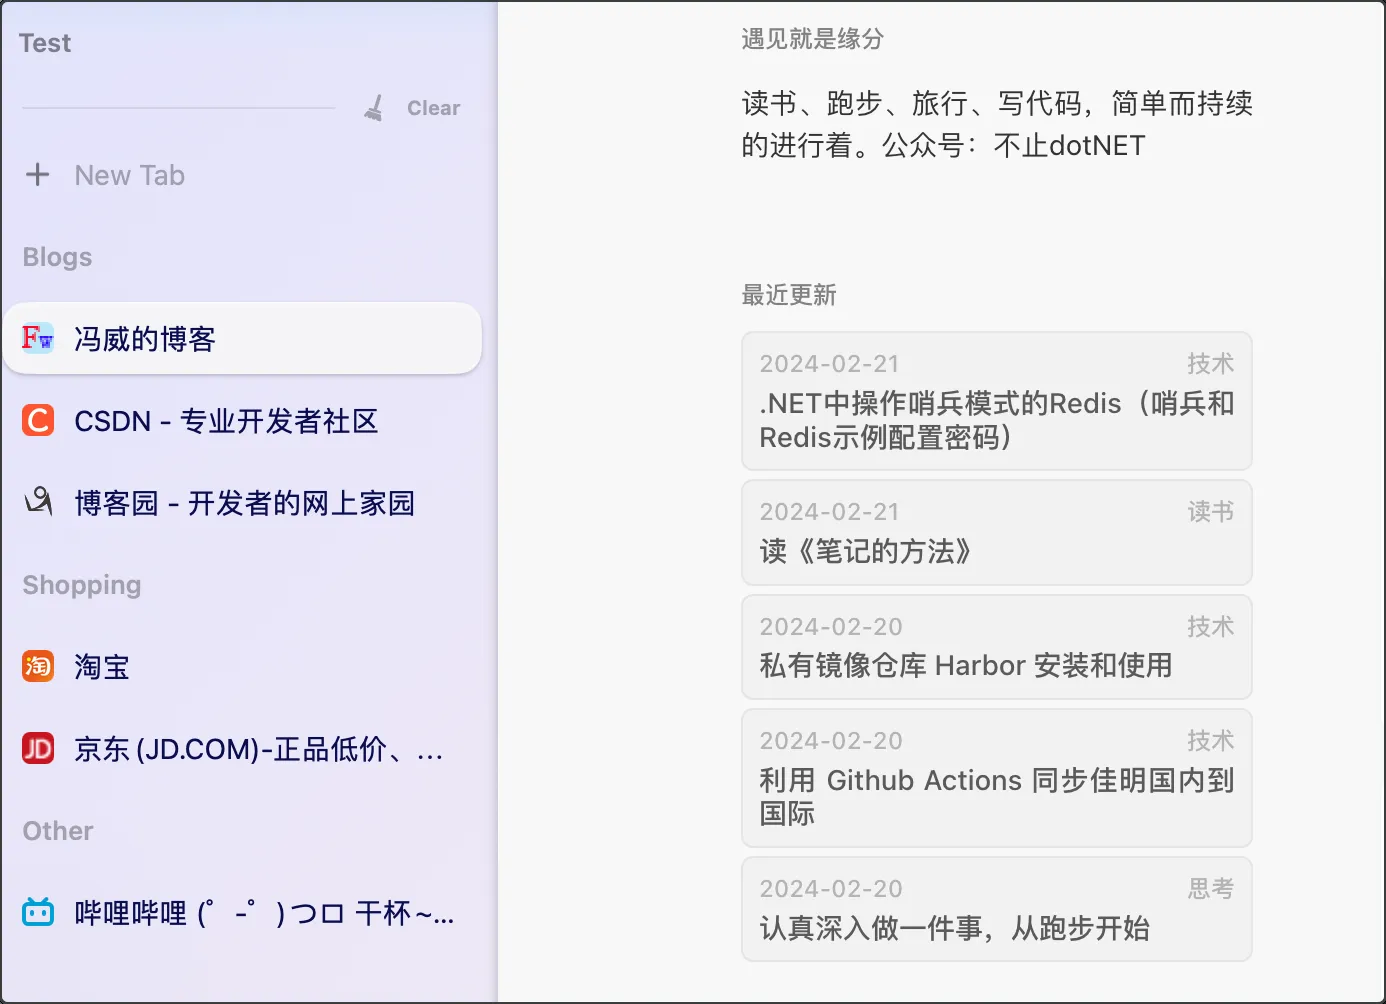 Test
Clear
New Tab
Blogs
冯威的博客
CSDN - 专业开发者社区
博客园 - 开发者的网上家园
Shopping
淘 淘宝
JD 京东(JD.COM)-正品低价、...
Other
哔哩哔哩 (゜-゜)つロ 干杯~...
遇见就是缘分
读书、跑步、旅行、写代码，简单而持续
的进行着。公众号：不止dotNET
最近更新
2024-02-21 技术
.NET中操作哨兵模式的Redis（哨兵和
Redis示例配置密码）
2024-02-21 读书
读《笔记的方法》
2024-02-20 技术
私有镜像仓库 Harbor 安装和使用
2024-02-20 技术
利用 Github Actions 同步佳明国内到
国际
2024-02-20 思考
认真深入做一件事，从跑步开始